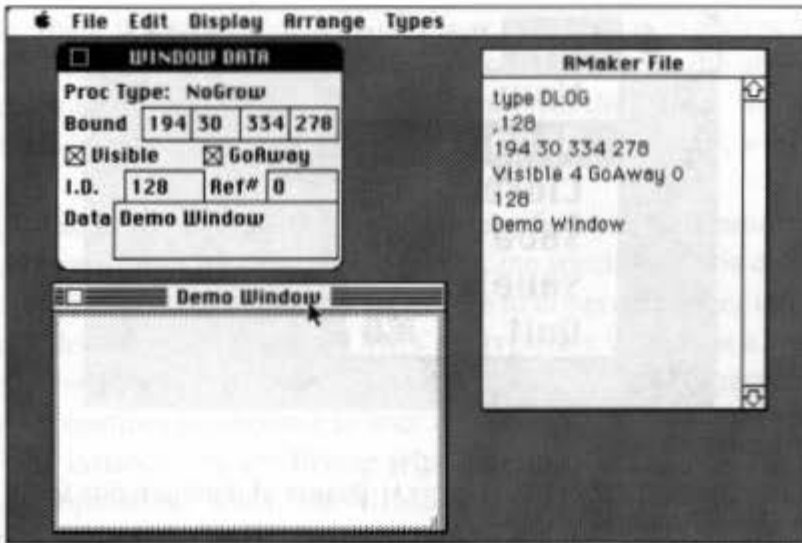 File Edit Display Arrange Types
WINDOW DATA
Proc Type: NoGrow
Bound 194 30 334 278
Visible GoAway
I.D. 128 Ref# 0
Data Demo Window
Demo Window
RMaker File
type DLOG
,128
194 30 334 278
Visible 4 GoAway 0
128
Demo Window